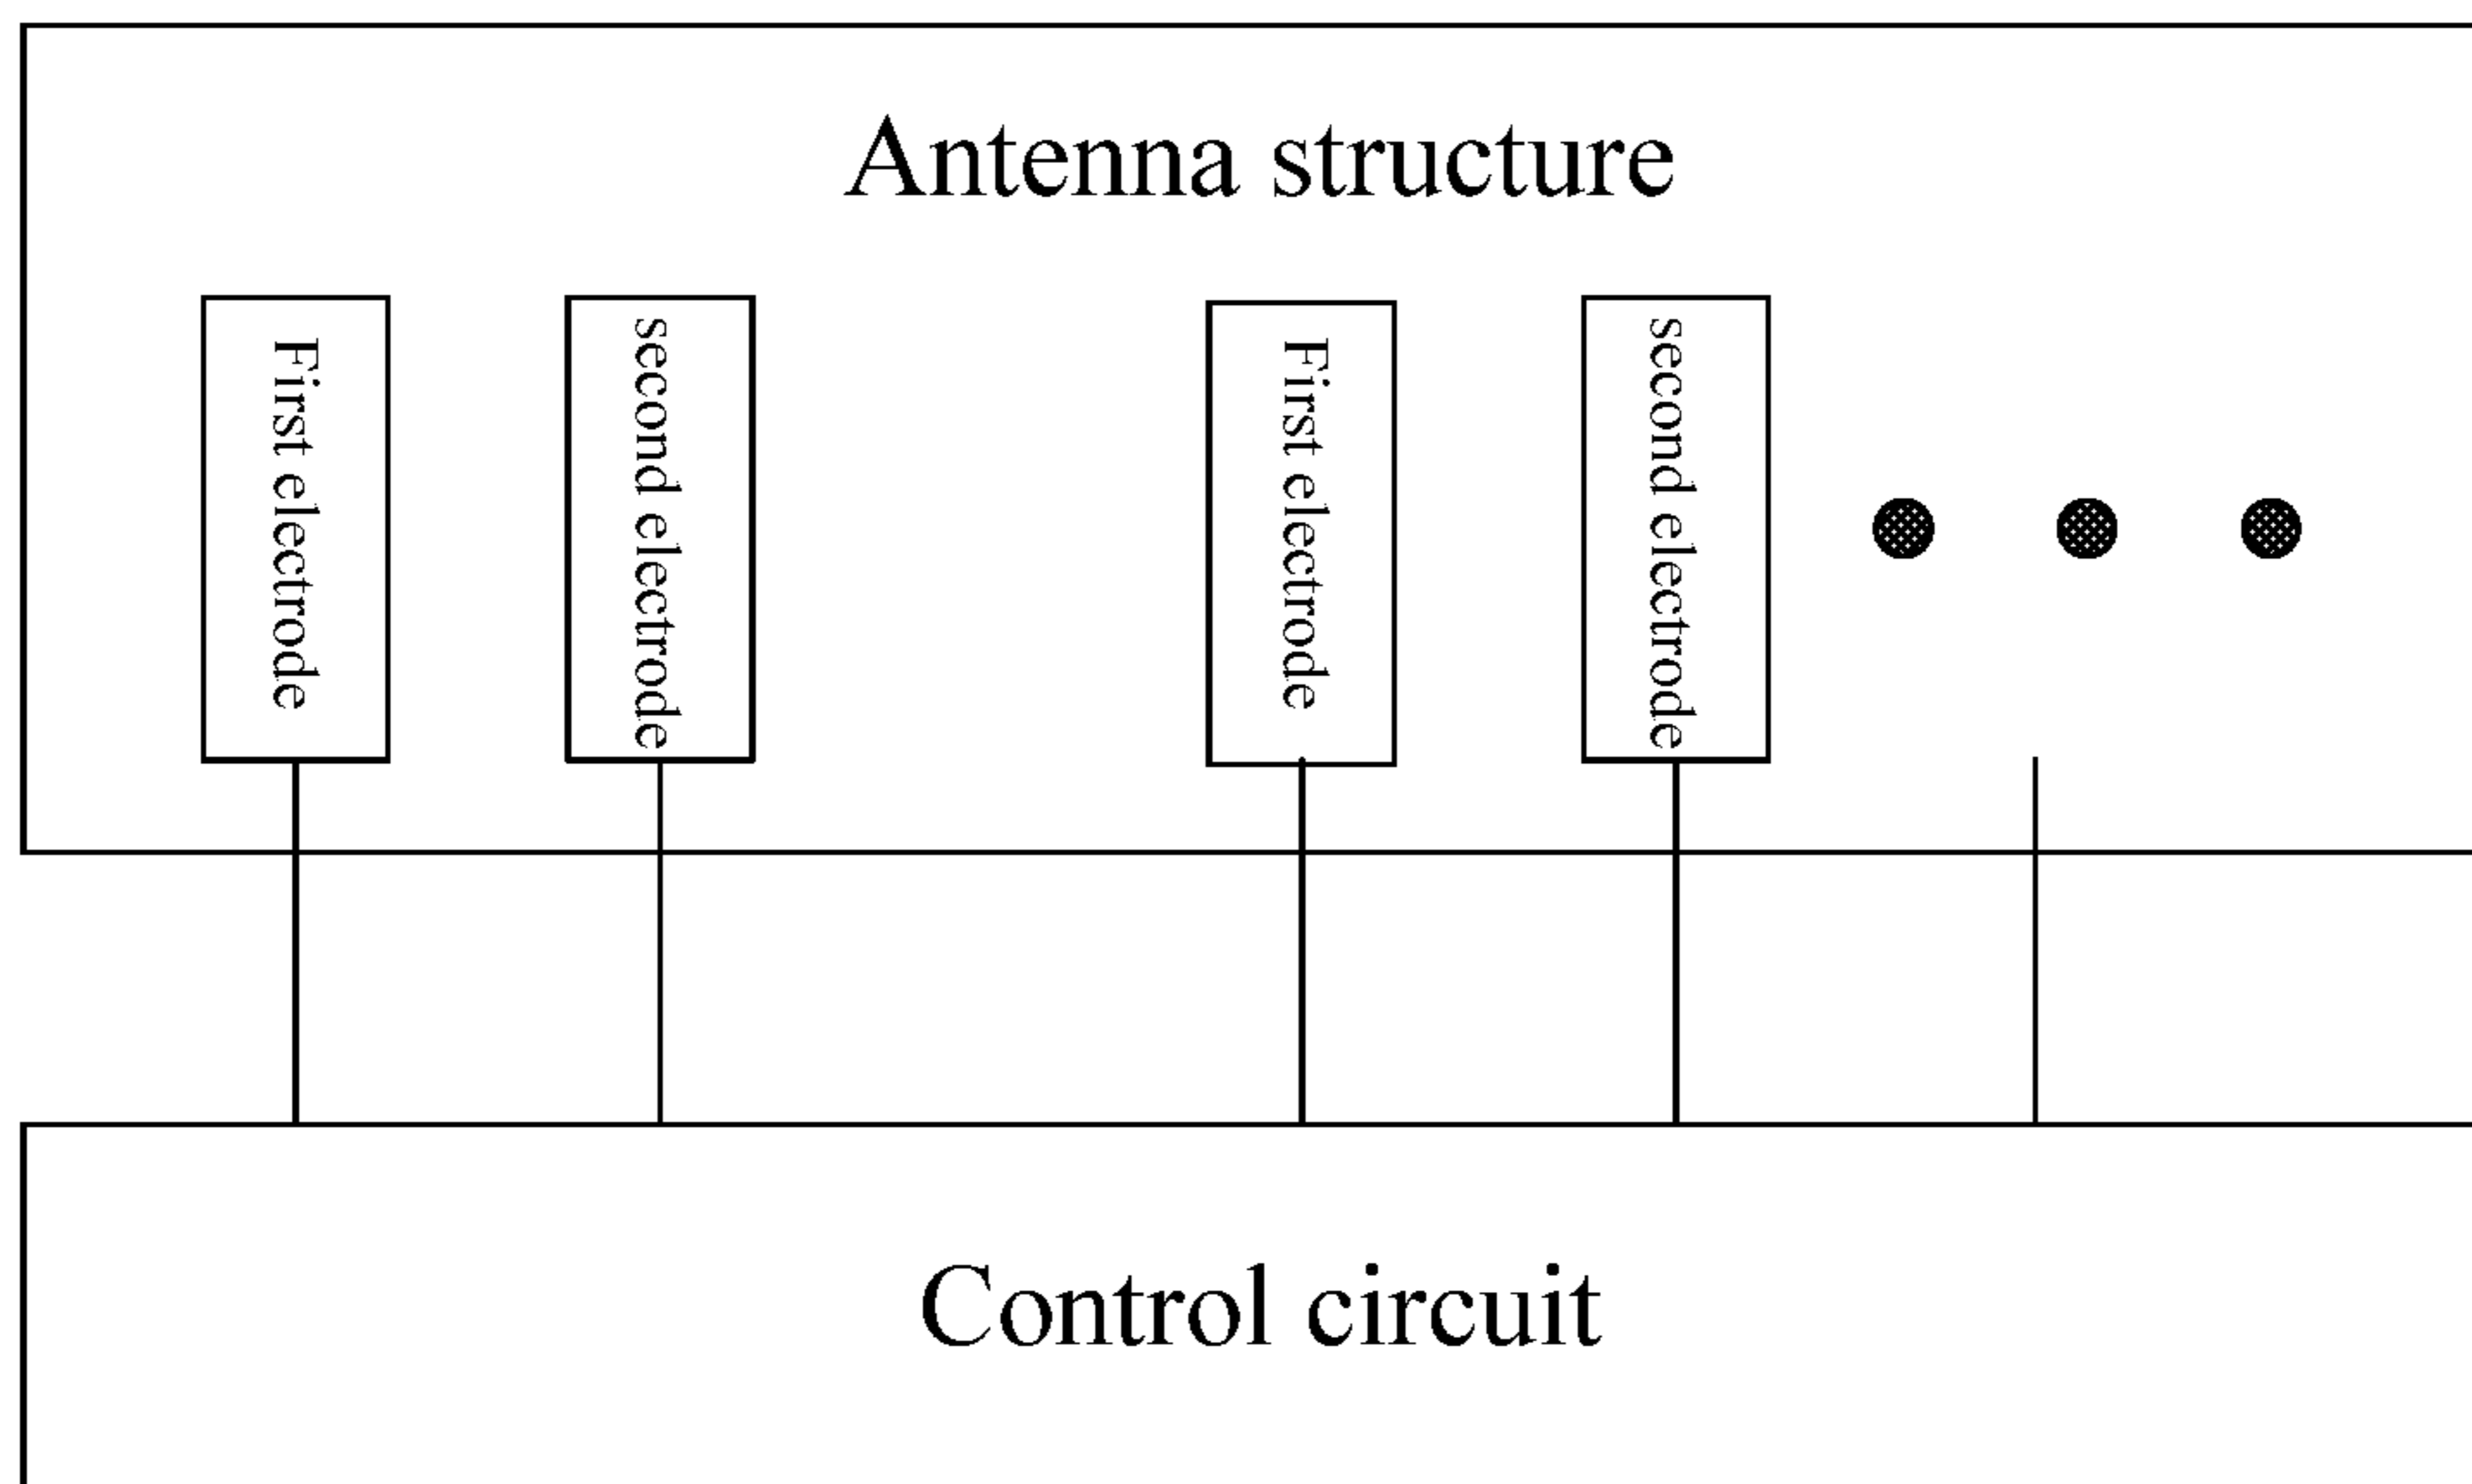 Antenna structure
First electrode
second electrode
First electrode
second electrode
Control circuit